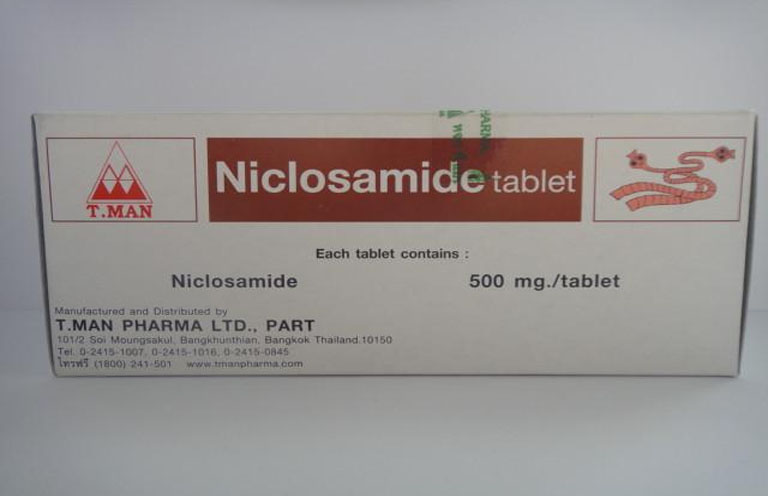 T.MAN
Niclosamide tablet
PHARMA
Each tablet contains :
Niclosamide 500 mg./tablet
Manufactured and Distributed by
T.MAN PHARMA LTD., PART
101/2 Soi Moungsakul, Bangkhunthian, Bangkok Thailand.10150
Tel. 0-2415-1007, 0-2415-1016, 0-2415-0845
โทรฟรี (1800) 241-501 www.tmanpharma.com